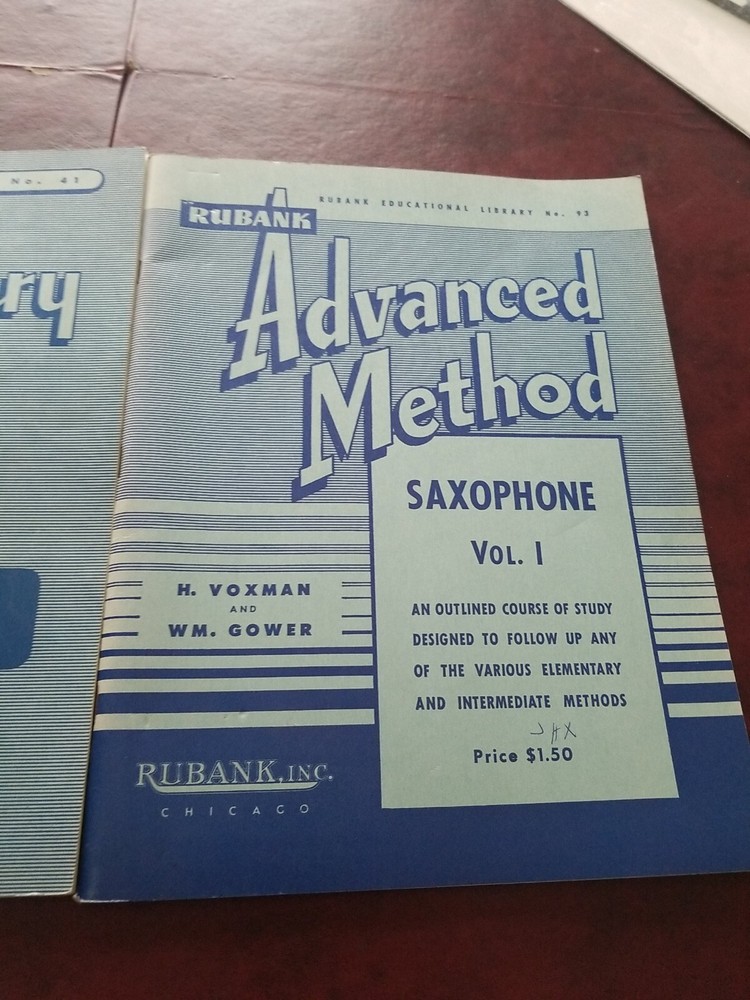 No. 41
ry
RUBANK
RUBANK EDUCATIONAL LIBRARY No. 93
Advanced
Method
SAXOPHONE
VOL. I
H. VOXMAN
AND
WM. GOWER
AN OUTLINED COURSE OF STUDY
DESIGNED TO FOLLOW UP ANY
OF THE VARIOUS ELEMENTARY
AND INTERMEDIATE METHODS
Price $1.50
RUBANK, INC.
CHICAGO